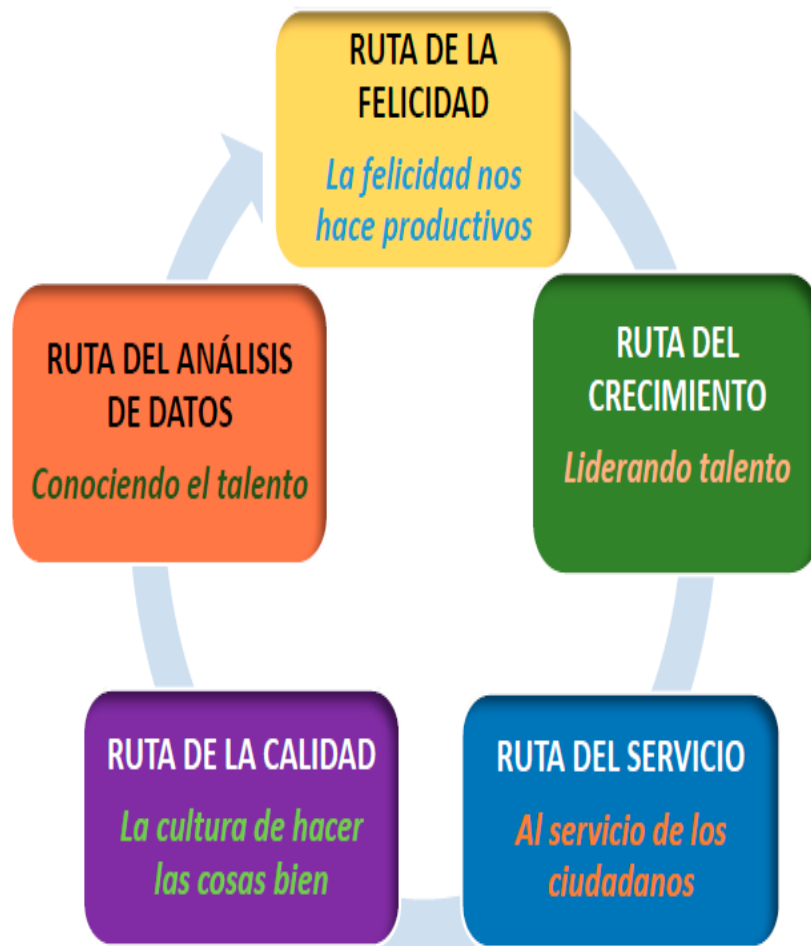 RUTA DE LA
FELICIDAD
La felicidad nos
hace productivos
RUTA DEL
CRECIMIENTO
Liderando talento
RUTA DEL SERVICIO
Al servicio de los
ciudadanos
RUTA DE LA CALIDAD
La cultura de hacer
las cosas bien
RUTA DEL ANÁLISIS
DE DATOS
Conociendo el talento